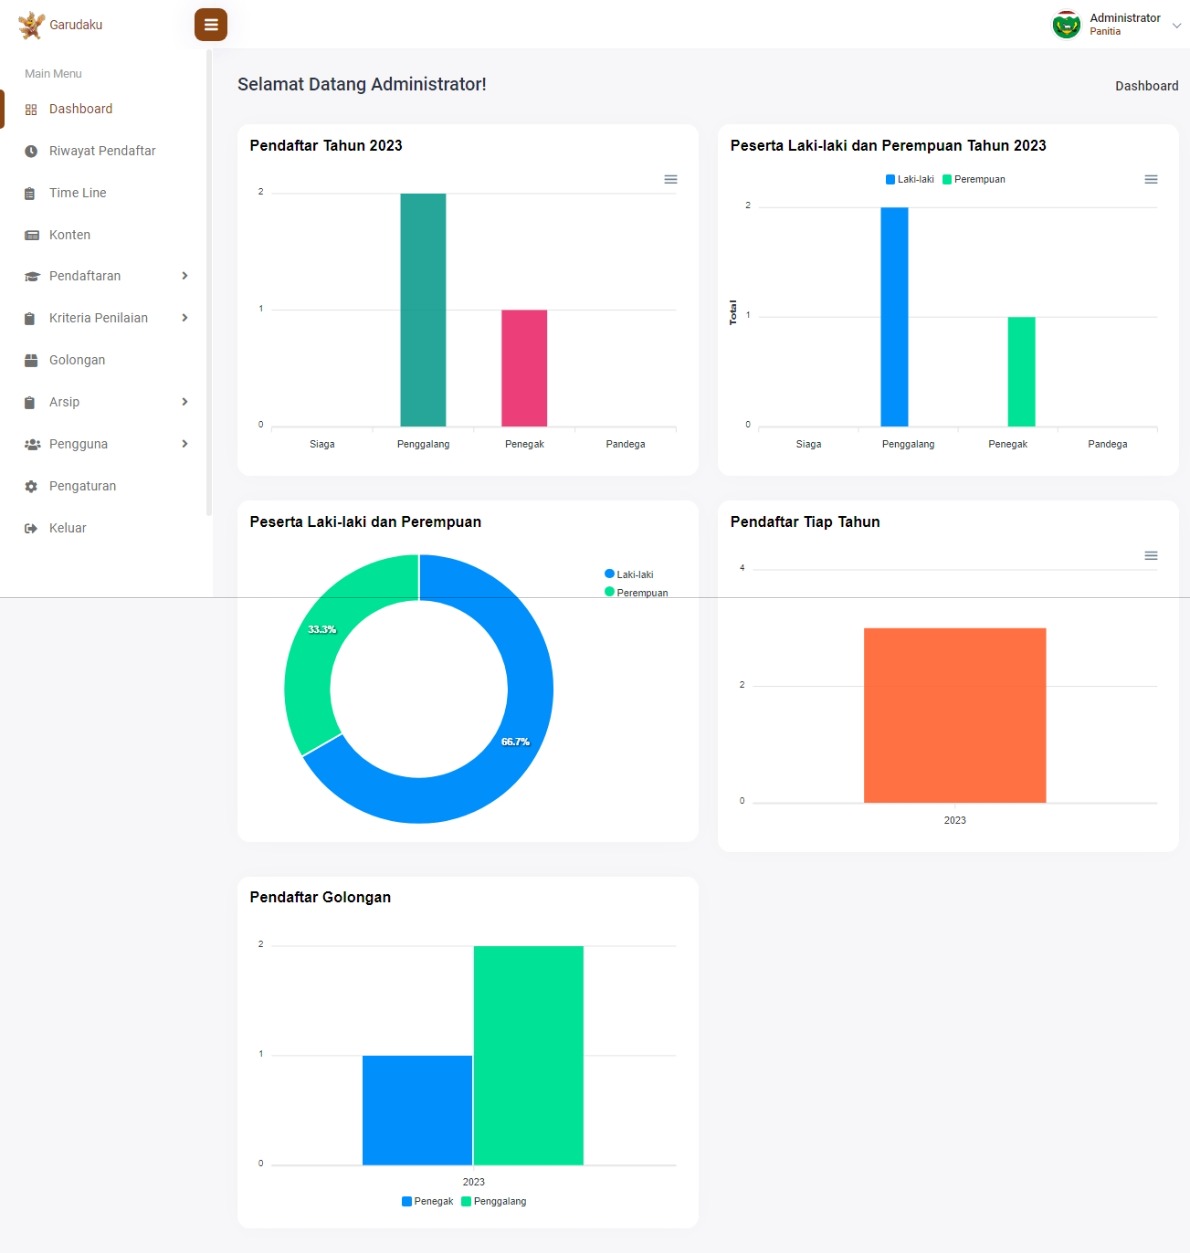 Garudaku
Administrator
Panitia
Main Menu
Dashboard
Riwayat Pendaftar
Time Line
Konten
Pendaftaran
Kriteria Penilaian
Golongan
Arsip
Pengguna
Pengaturan
Keluar
Selamat Datang Administrator!
Dashboard
Pendaftar Tahun 2023
2
1
0
Siaga Penggalang Penegak Pandega
Peserta Laki-laki dan Perempuan Tahun 2023
Laki-laki Perempuan
Total
2
1
0
Siaga Penggalang Penegak Pandega
Peserta Laki-laki dan Perempuan
Laki-laki
Perempuan
33.3%
66.7%
Pendaftar Tiap Tahun
4
2
0
2023
Pendaftar Golongan
2
1
0
2023
Penegak Penggalang